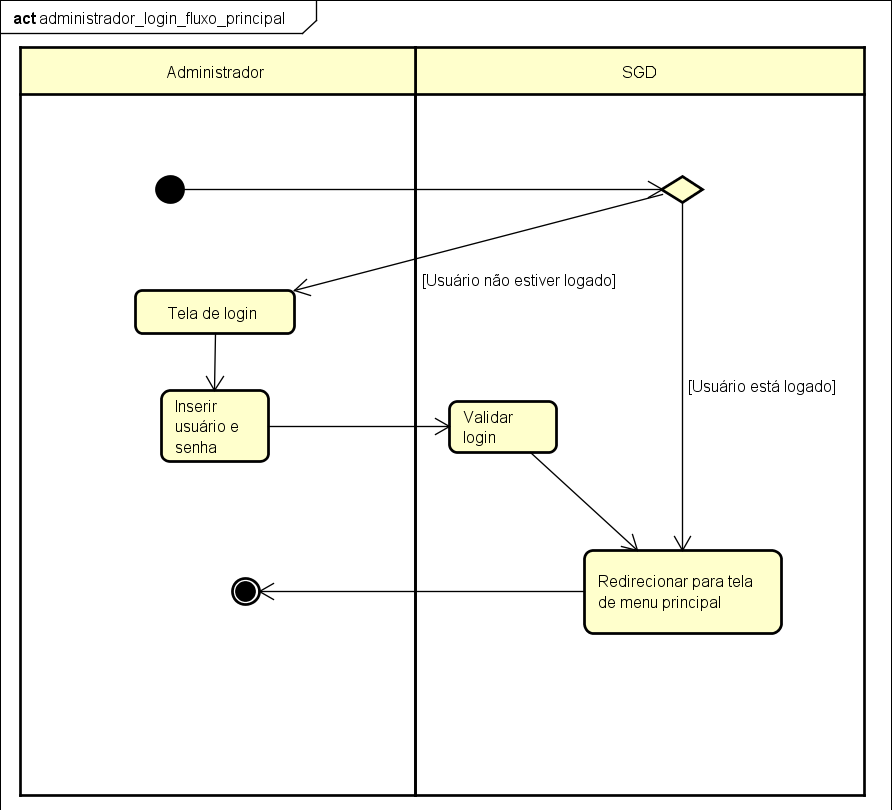 act administrador_login_fluxo_principal
Administrador
SGD
[Usuário não estiver logado]
Tela de login
[Usuário está logado]
Inserir
usuário e
senha
Validar
login
Redirecionar para tela
de menu principal